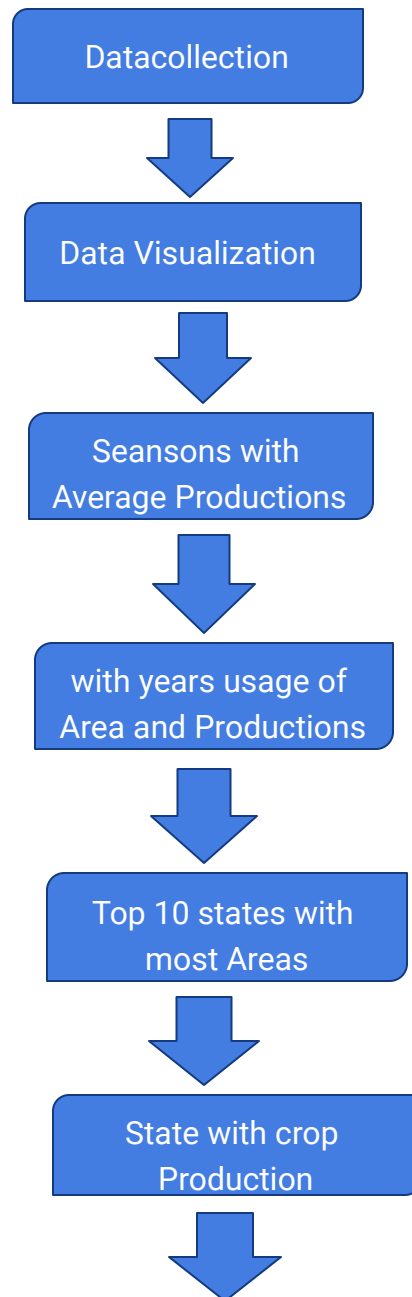 Datacollection
Data Visualization
Seansons with
Average Productions
with years usage of
Area and Productions
Top 10 states with
most Areas
State with crop
Production